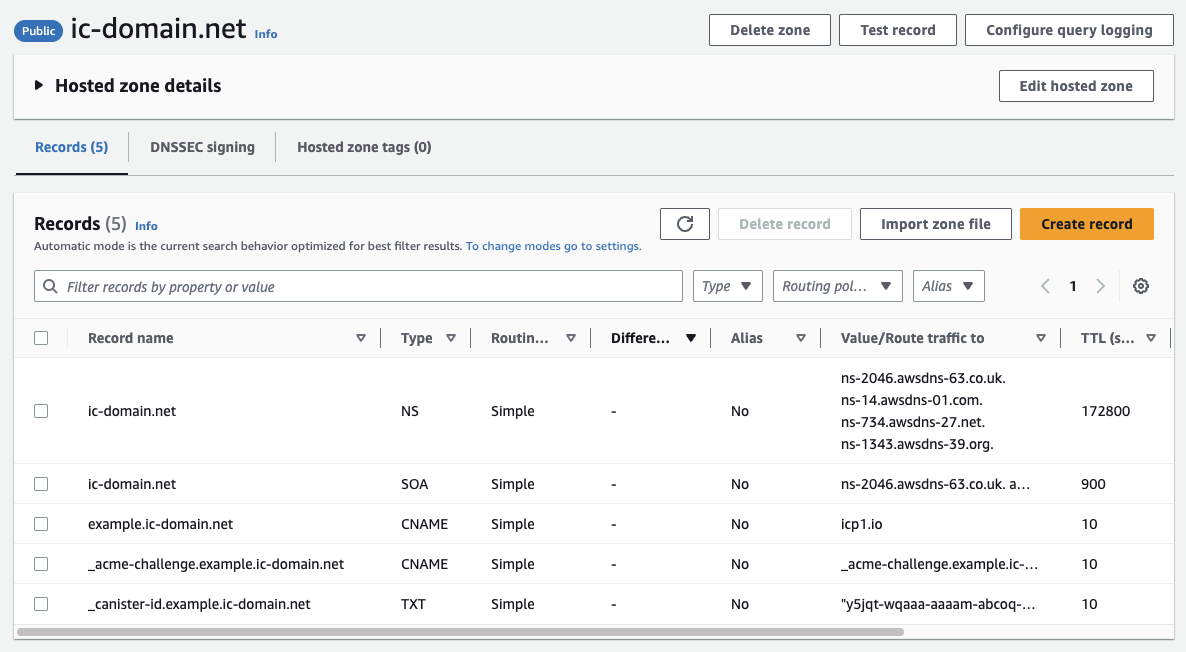 Public ic-domain.net Info Delete zone Test record Configure query logging
Hosted zone details Edit hosted zone
Records (5) DNSSEC signing Hosted zone tags (0)
Records (5) Info Delete record Import zone file Create record
Automatic mode is the current search behavior optimized for best filter results. To change modes go to settings.
Filter records by property or value Type Routing pol... Alias 1
Record name Type Routin... Differe... Alias Value/Route traffic to TTL (s...
ns-2046.awsdns-63.co.uk.
ns-14.awsdns-01.com.
ic-domain.net NS Simple - No 172800
ns-734.awsdns-27.net.
ns-1343.awsdns-39.org.
ic-domain.net SOA Simple - No ns-2046.awsdns-63.co.uk. a... 900
example.ic-domain.net CNAME Simple - No icp1.io 10
_acme-challenge.example.ic-domain.net CNAME Simple - No _acme-challenge.example.ic-... 10
_canister-id.example.ic-domain.net TXT Simple - No "y5jqt-wqaaa-aaaam-abcoq-... 10